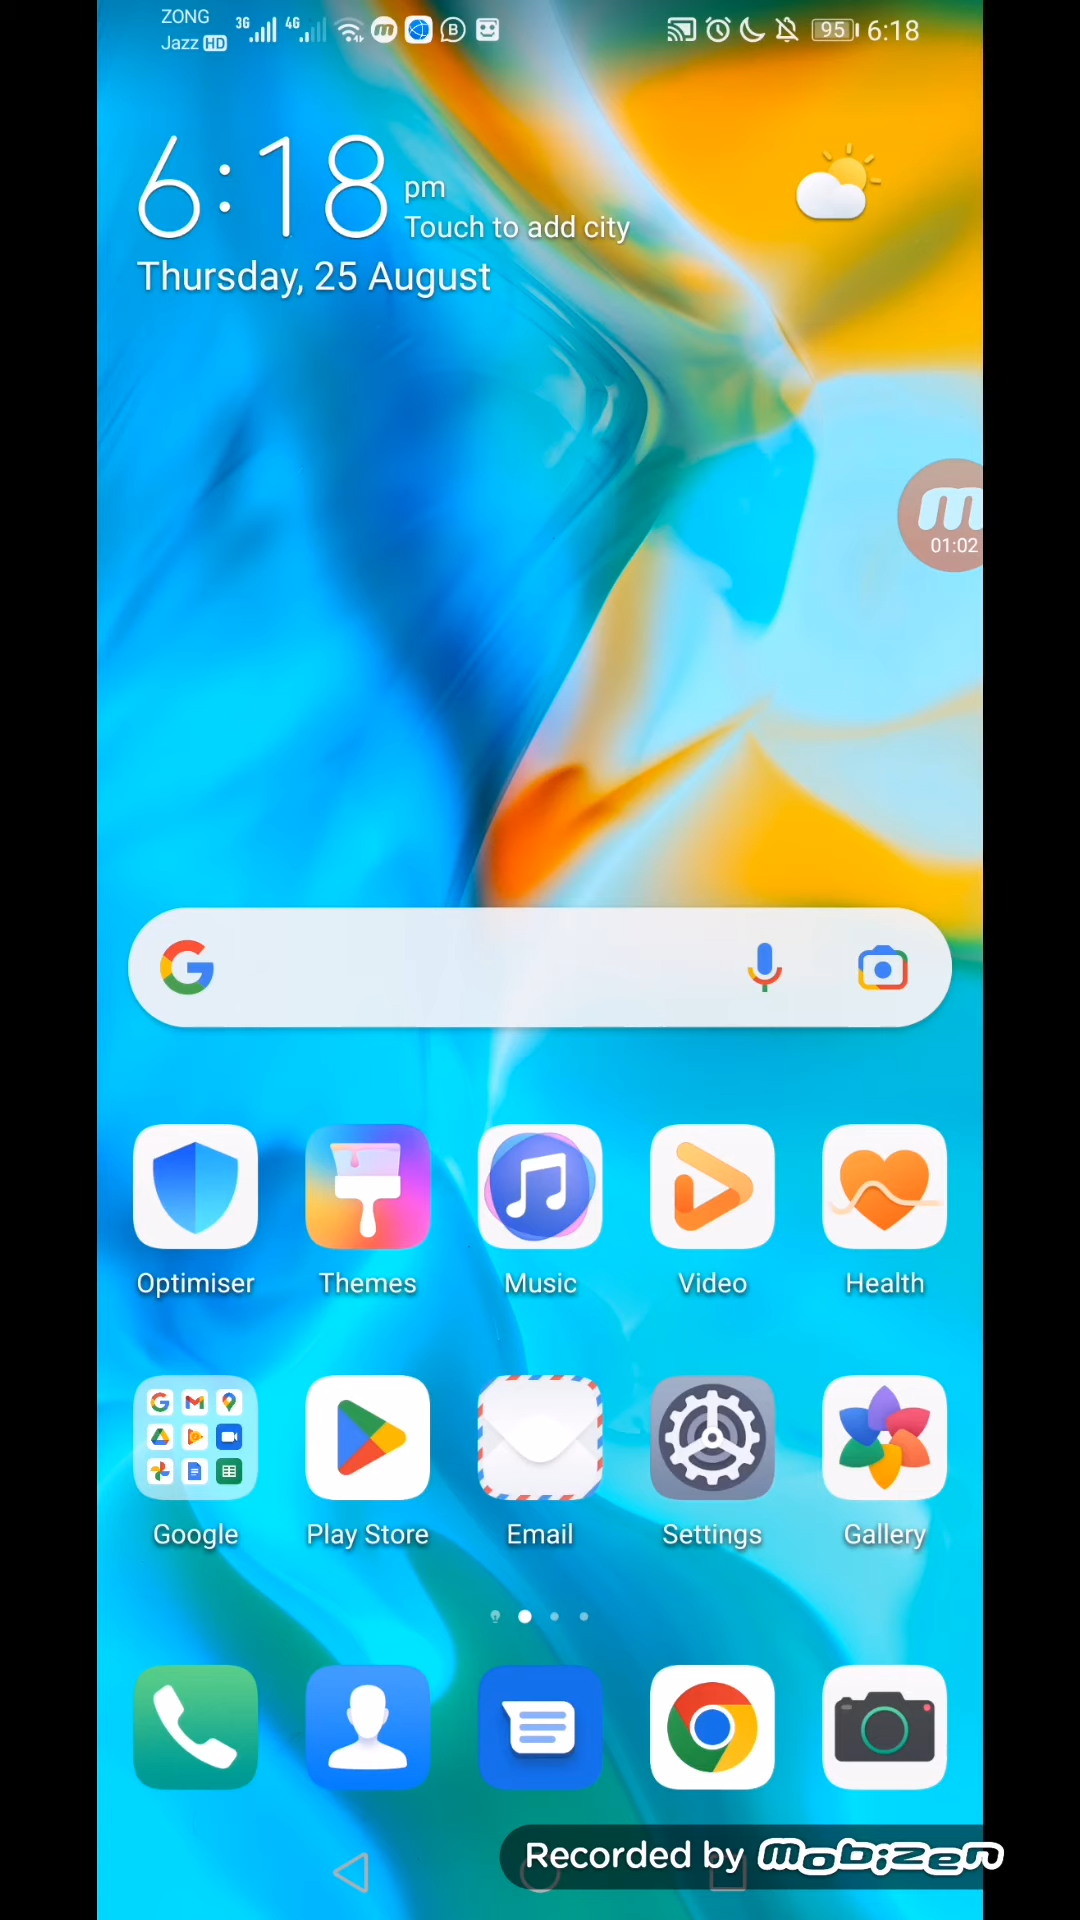 ZONG 3G 4G B 95 6:18
Jazz HD
6:18 pm
Touch to add city
Thursday, 25 August
m
01:02
G
Optimiser Themes Music Video Health
Google Play Store Email Settings Gallery
Recorded by mobizen